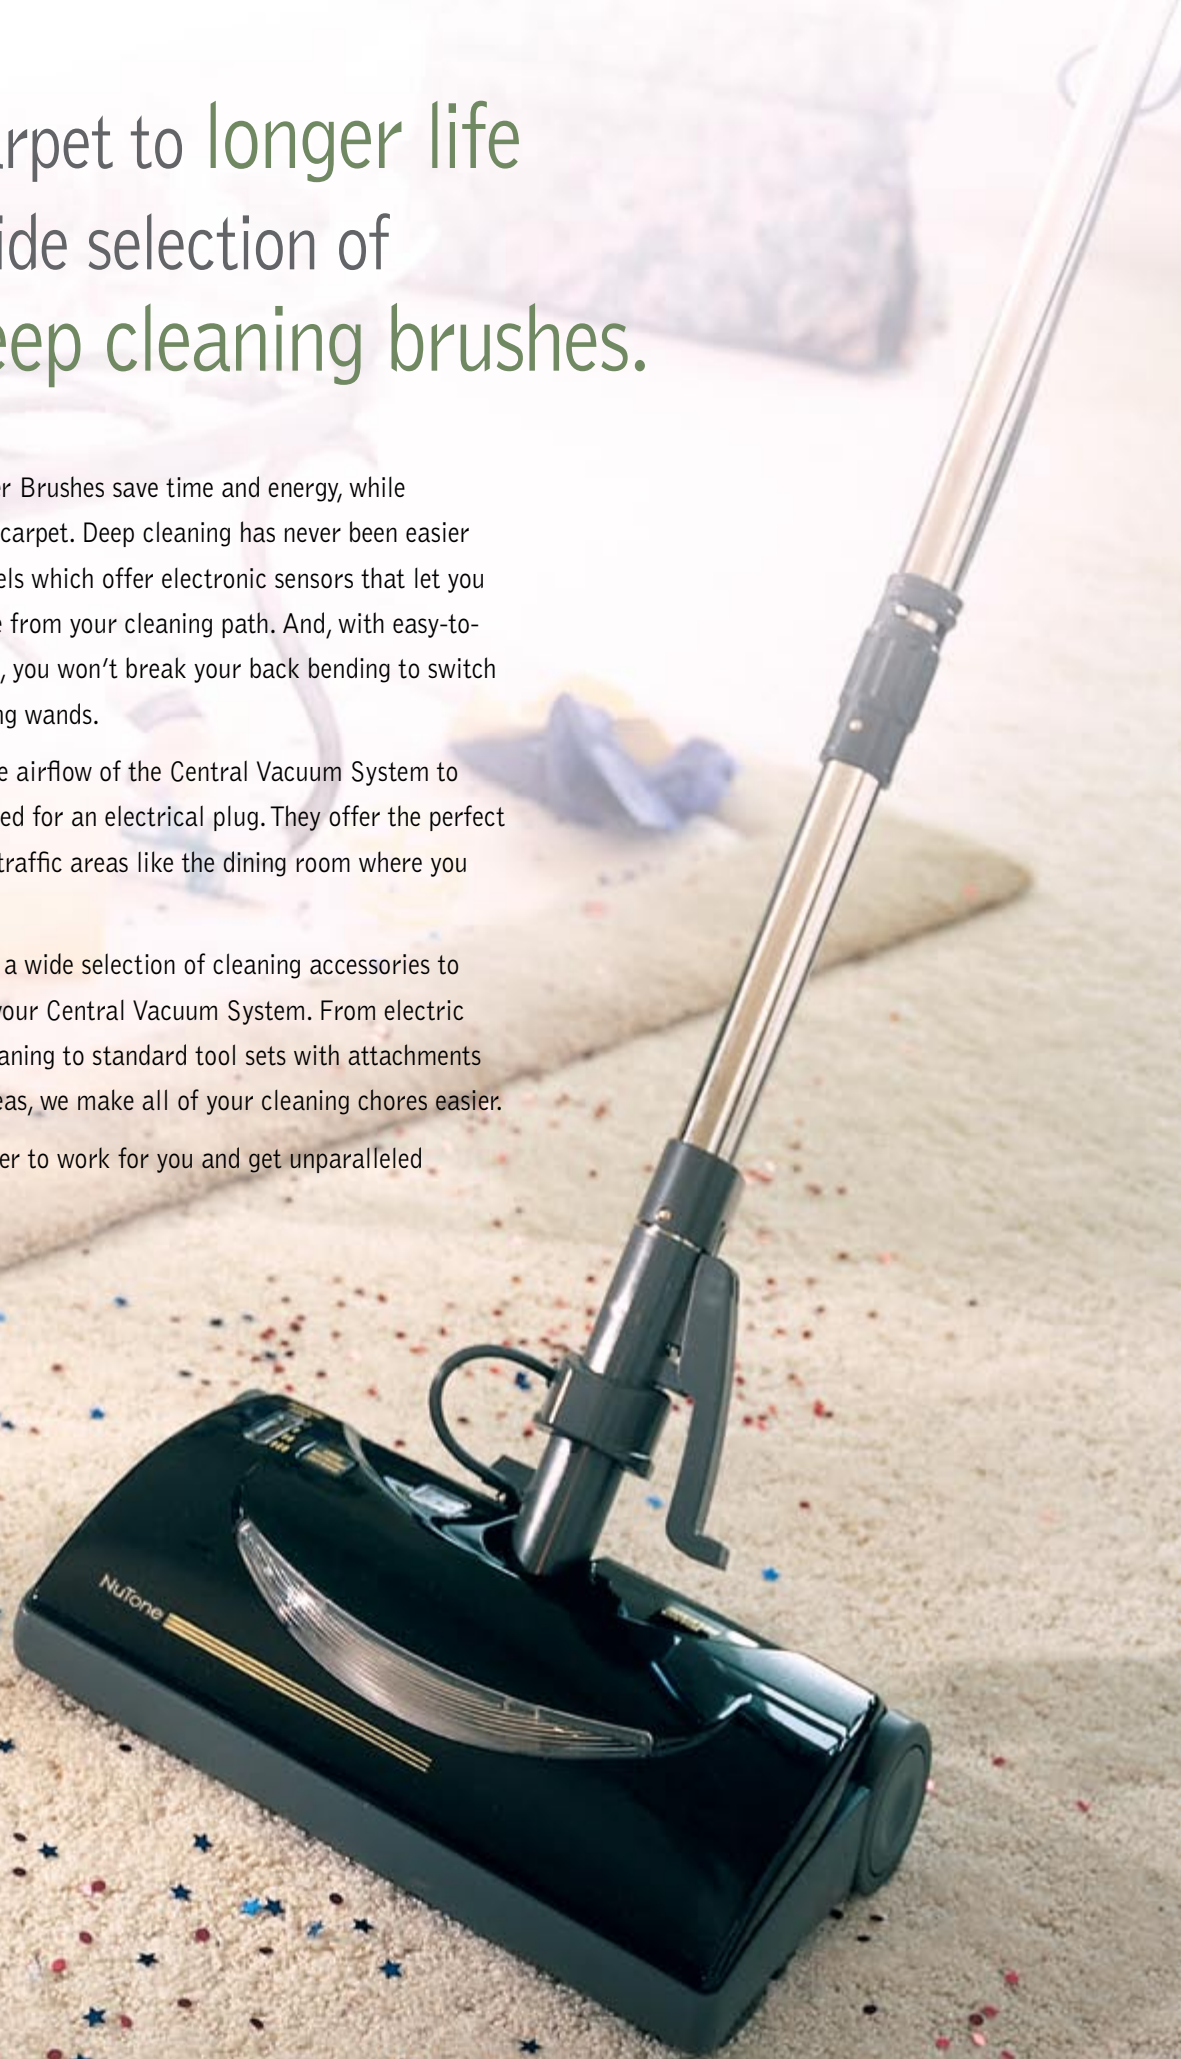 rpet to longer life
ide selection of
eep cleaning brushes.
er Brushes save time and energy, while
carpet. Deep cleaning has never been easier
els which offer electronic sensors that let you
e from your cleaning path. And, with easy-to-
, you won’t break your back bending to switch
ng wands.
e airflow of the Central Vacuum System to
ed for an electrical plug. They offer the perfect
traffic areas like the dining room where you
a wide selection of cleaning accessories to
your Central Vacuum System. From electric
aning to standard tool sets with attachments
eas, we make all of your cleaning chores easier.
er to work for you and get unparalleled
NuTone